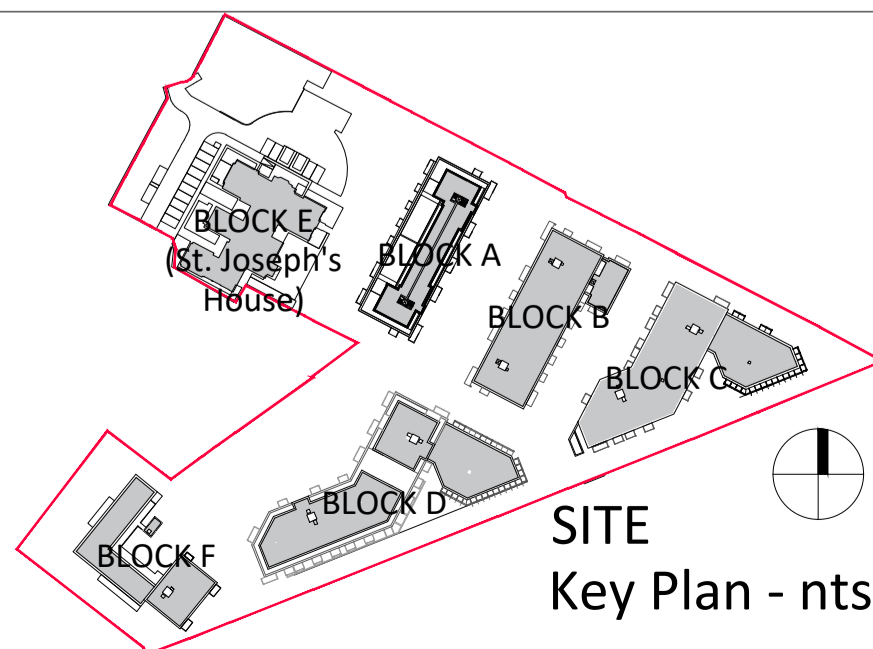 BLOCK E
(St. Joseph's
House)
BLOCK A
BLOCK B
BLOCK C
BLOCK D
BLOCK F
SITE
Key Plan - nts